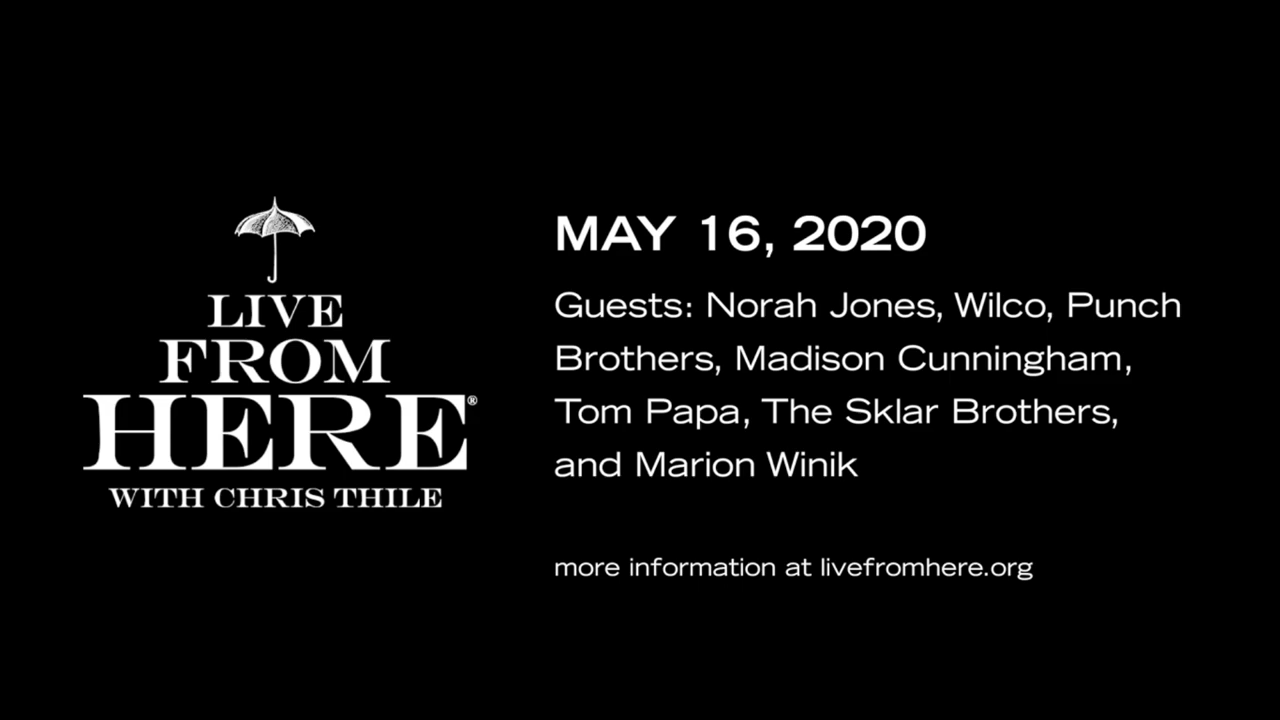 LIVE
FROM
HERE®
WITH CHRIS THILE
MAY 16, 2020
Guests: Norah Jones, Wilco, Punch
Brothers, Madison Cunningham,
Tom Papa, The Sklar Brothers,
and Marion Winik
more information at livefromhere.org